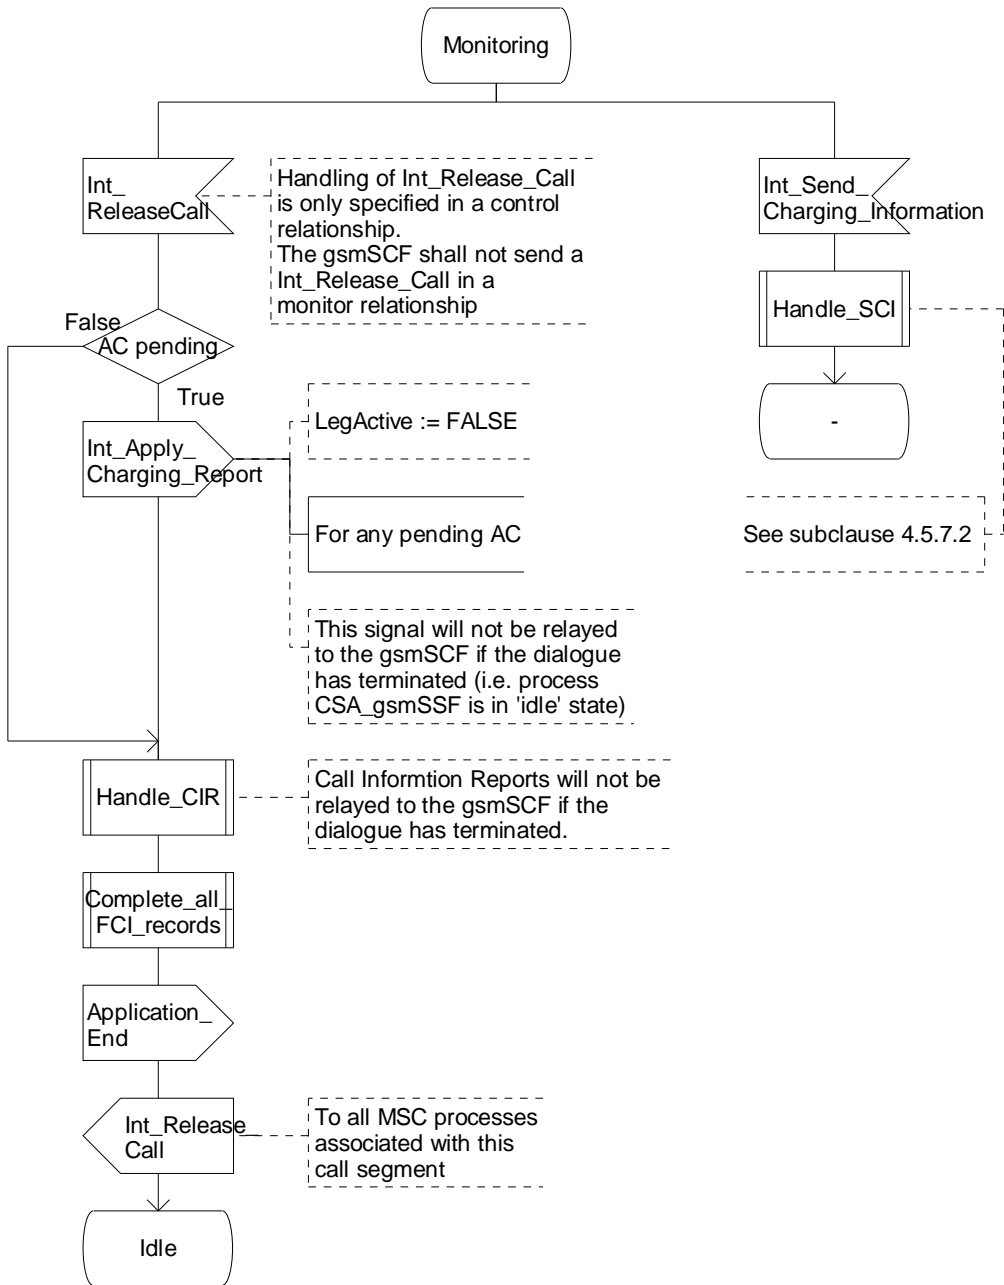 Monitoring
Int_
ReleaseCall
Handling of Int_Release_Call
is only specified in a control
relationship.
The gsmSCF shall not send a
Int_Release_Call in a
monitor relationship
Int_Send_
Charging_Information
Handle_SCI
-
See subclause 4.5.7.2
False
AC pending
True
Int_Apply_
Charging_Report
LegActive := FALSE
For any pending AC
This signal will not be relayed
to the gsmSCF if the dialogue
has terminated (i.e. process
CSA_gsmSSF is in 'idle' state)
Handle_CIR
Call Informtion Reports will not be
relayed to the gsmSCF if the
dialogue has terminated.
Complete_all_
FCI_records
Application_
End
Int_Release_
Call
To all MSC processes
associated with this
call segment
Idle